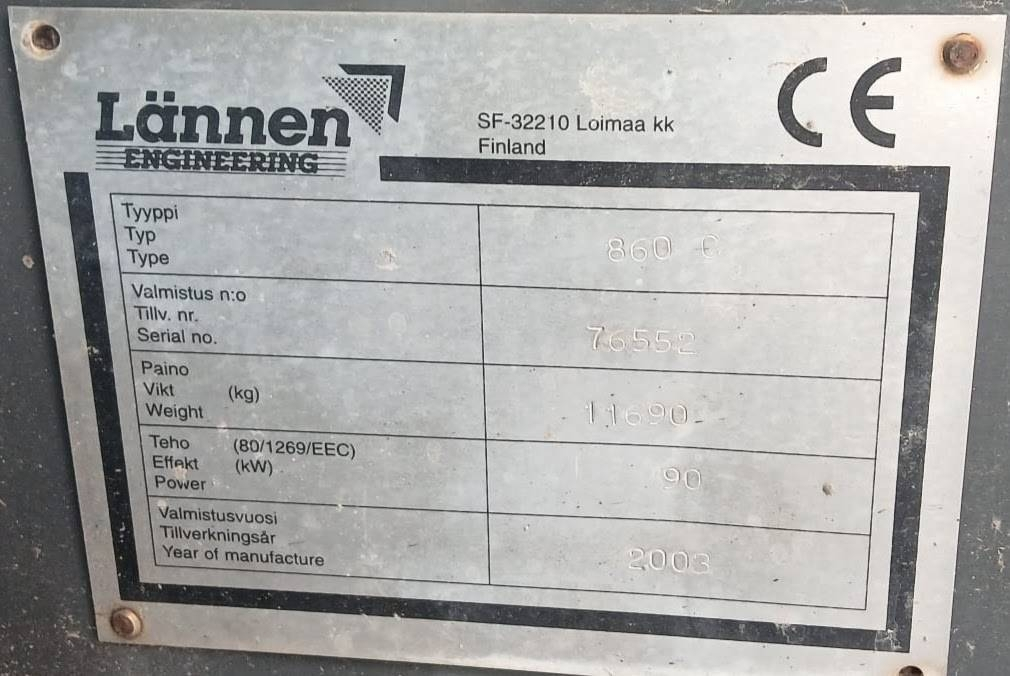 Lännen
ENGINEERING
SF-32210 Loimaa kk
Finland
CE
Tyyppi
Typ
Type
860 C
Valmistus n:o
Tillv. nr.
Serial no.
76552
Paino
Vikt (kg)
Weight
11690
Teho (80/1269/EEC)
Effekt (kW)
Power
90
Valmistusvuosi
Tillverkningsår
Year of manufacture
2003